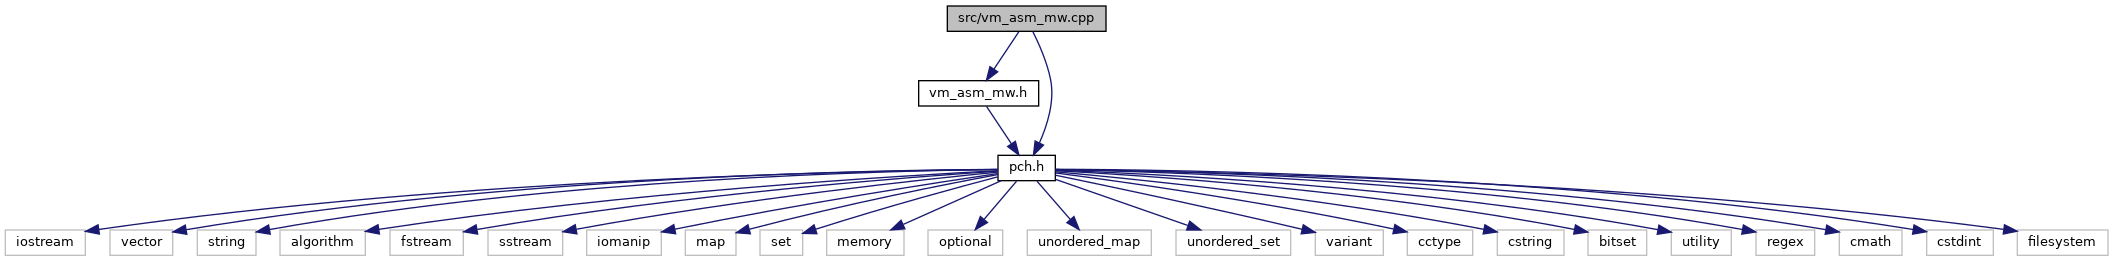 src/vm_asm_mw.cpp
vm_asm_mw.h
pch.h
iostream
vector
string
algorithm
fstream
sstream
iomanip
map
set
memory
optional
unordered_map
unordered_set
variant
cctype
cstring
bitset
utility
regex
cmath
cstdint
filesystem